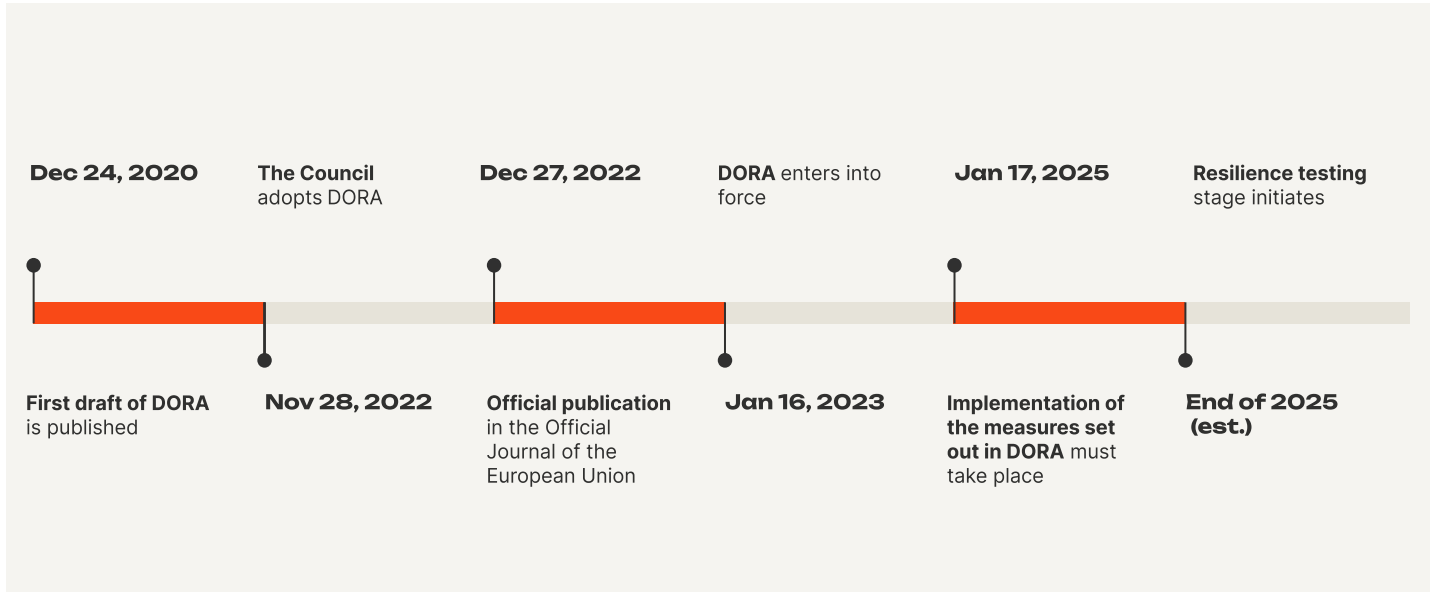 Dec 24, 2020
First draft of DORA
is published
The Council
adopts DORA
Nov 28, 2022
Dec 27, 2022
Official publication
in the Official
Journal of the
European Union
DORA enters into
force
Jan 16, 2023
Jan 17, 2025
Implementation of
the measures set
out in DORA must
take place
Resilience testing
stage initiates
End of 2025
(est.)